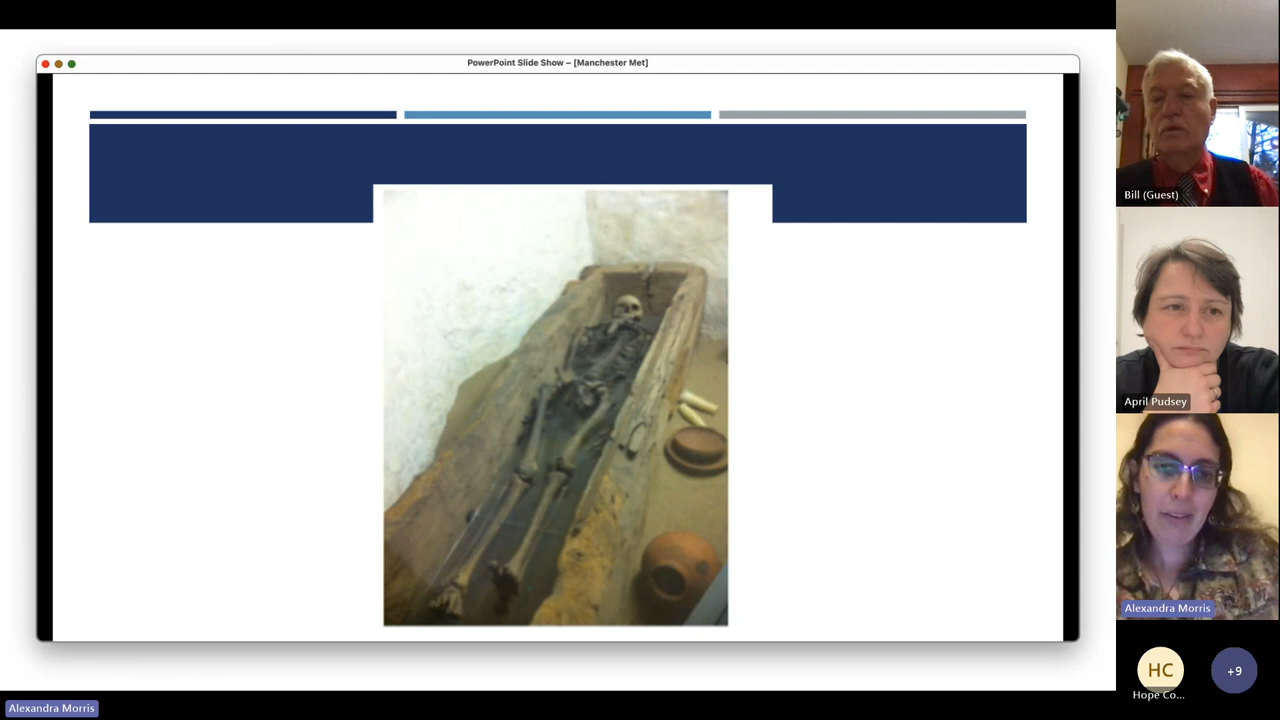 PowerPoint Slide Show – [Manchester Met]
Bill (Guest)
April Pudsey
Alexandra Morris
HC
Hope Co...
+9
Alexandra Morris